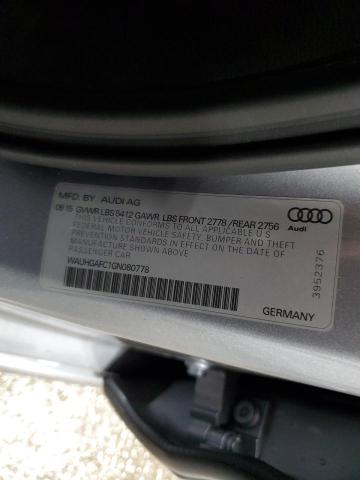 MFD. BY AUDI AG
08 15 GVWR LBS 5412 GAWR LBS FRONT 2778 / REAR 2756
THIS VEHICLE CONFORMS TO ALL APPLICABLE U S
FEDERAL MOTOR VEHICLE SAFETY, BUMPER AND THEFT
PREVENTION STANDARDS IN EFFECT ON THE DATE OF
MANUFACTURE SHOWN ABOVE
PASSENGER CAR
WAUHGAFC1GN080778
Audi
3952376
GERMANY